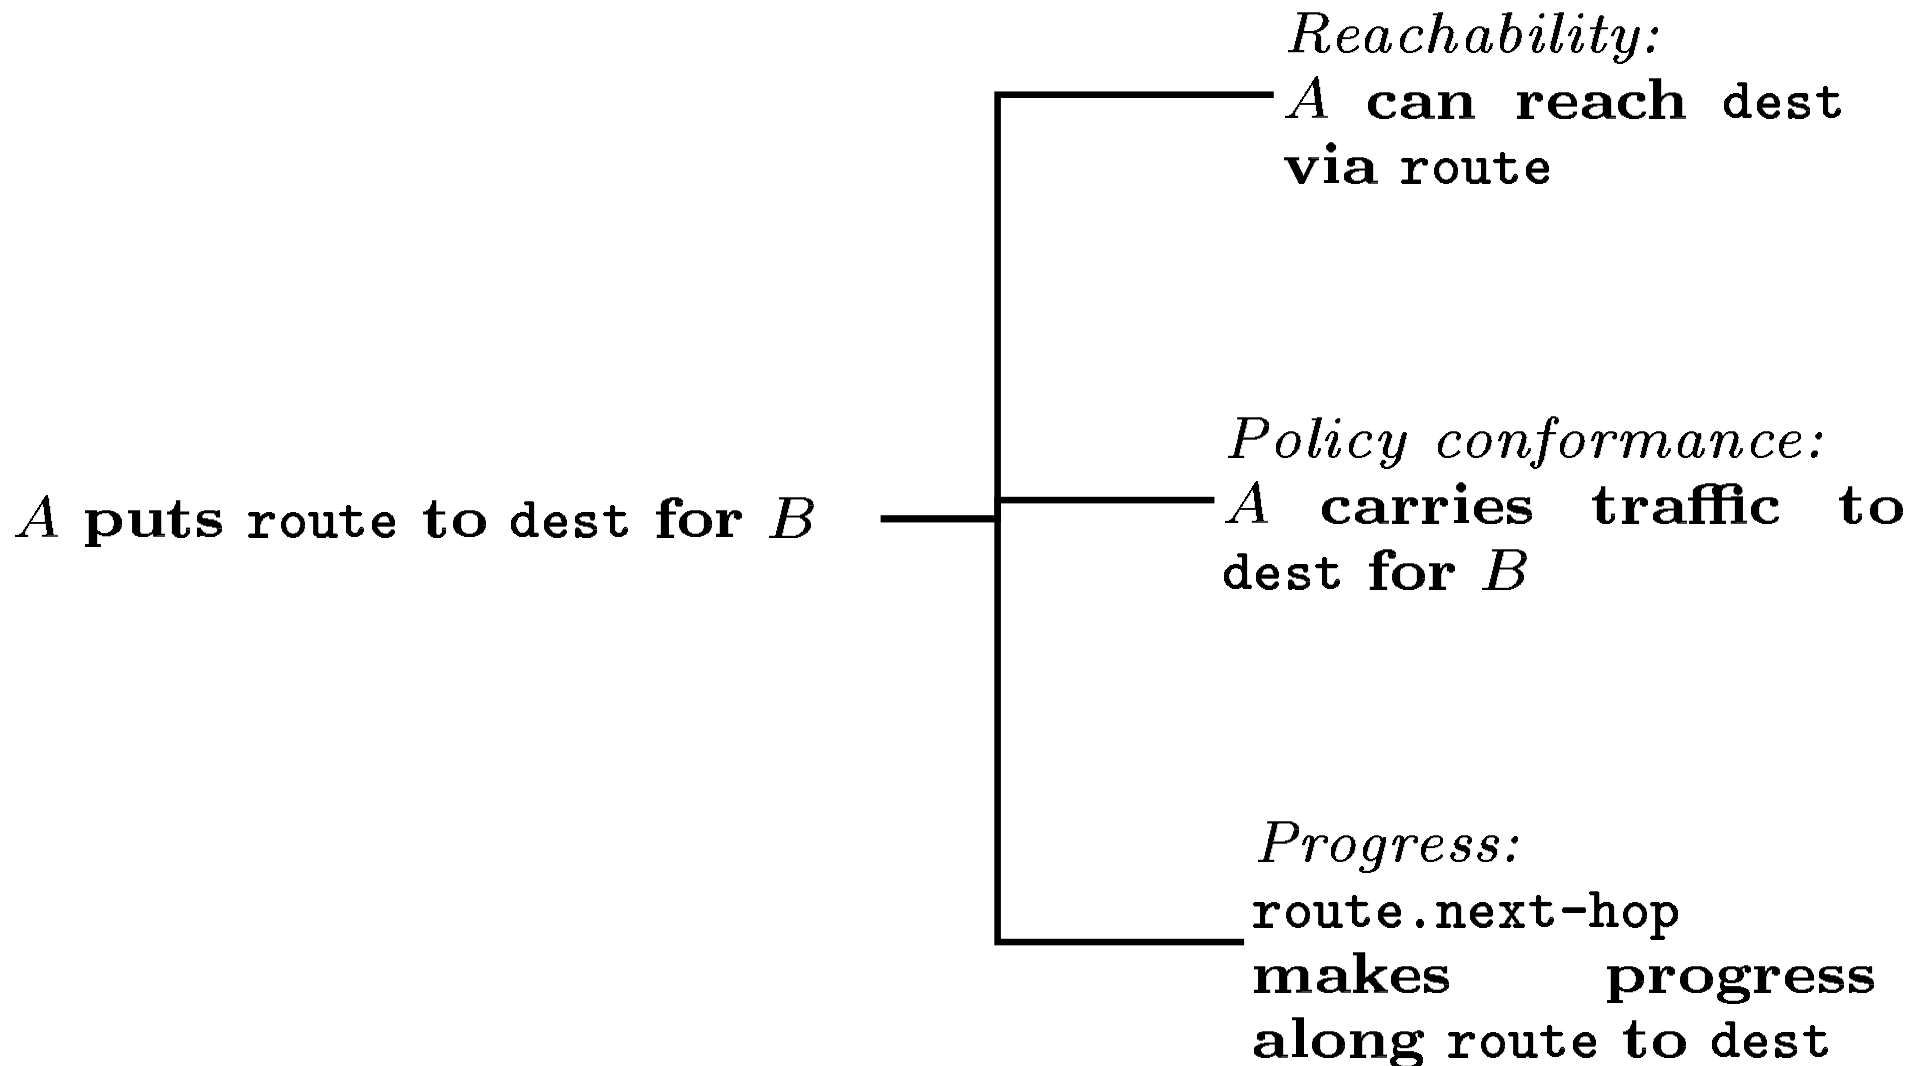 A puts route to dest for B
Reachability:
A can reach dest
via route
Policy conformance:
A carries traffic to
dest for B
Progress:
route.next-hop
makes progress
along route to dest